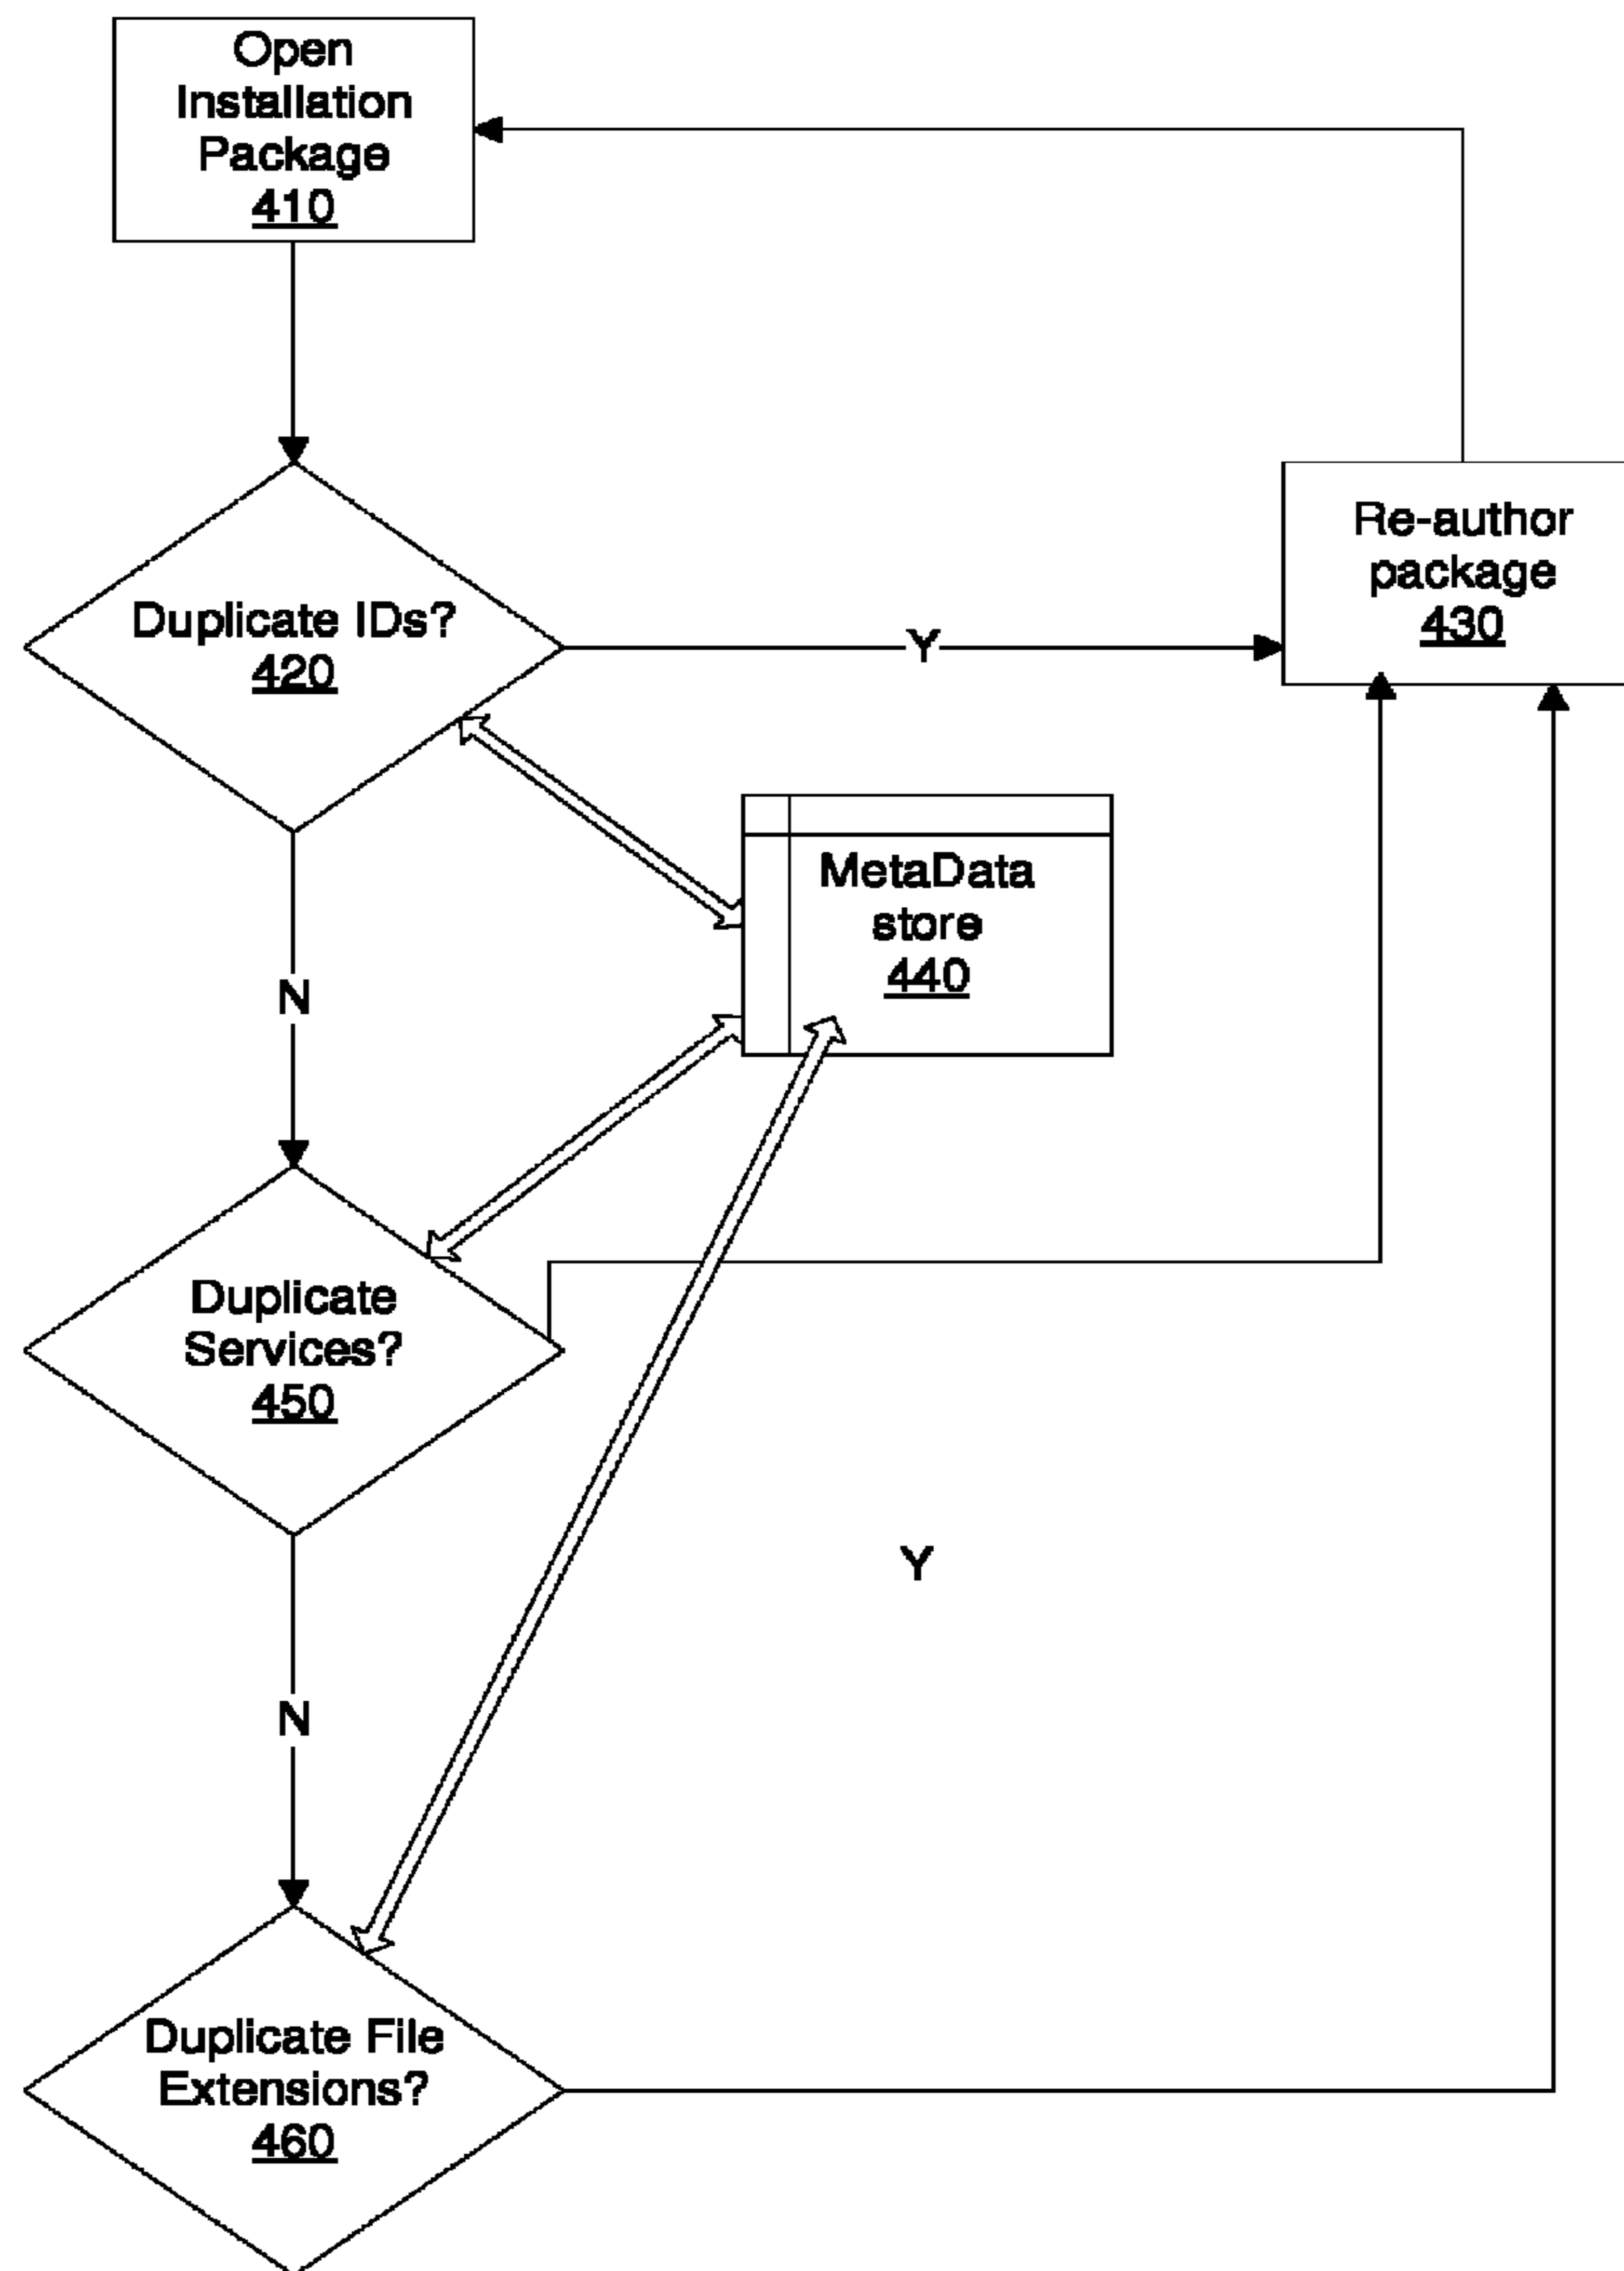 Open
Installation
Package
410
Re-author
package
430
Duplicate IDs?
420
Y
MetaData
store
440
N
Duplicate
Services?
450
Y
N
Duplicate File
Extensions?
460